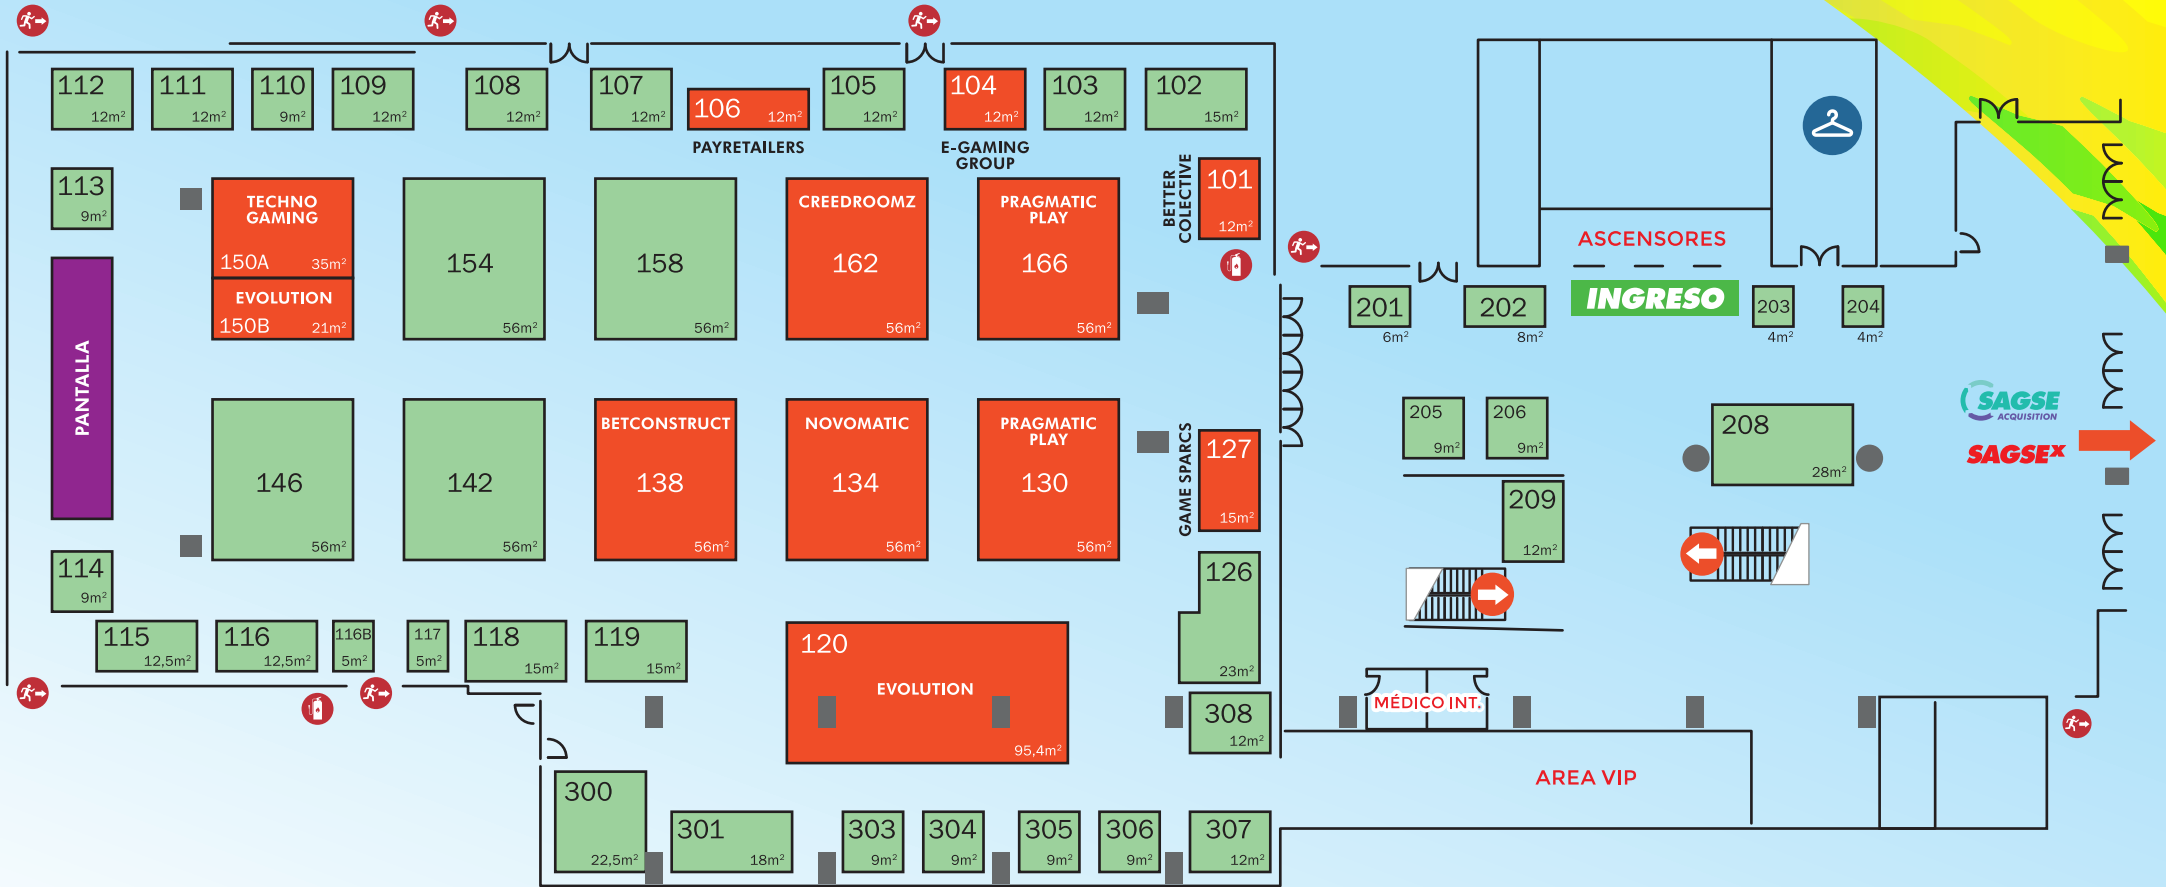 112
12m²
111
12m²
110
9m²
109
12m²
108
12m²
107
12m²
106
12m²
PAYRETAILERS
105
12m²
104
12m²
E-GAMING
GROUP
103
12m²
102
15m²
BETTER
COLECTIVE
101
12m²
113
9m²
TECHNO
GAMING
150A
35m²
EVOLUTION
150B
21m²
154
56m²
158
56m²
CREEDROOMZ
162
56m²
PRAGMATIC
PLAY
166
56m²
ASCENSORES
INGRESO
201
6m²
202
8m²
203
4m²
204
4m²
PANTALLA
146
56m²
142
56m²
BETCONSTRUCT
138
56m²
NOVOMATIC
134
56m²
PRAGMATIC
PLAY
130
56m²
GAME SPARCS
127
15m²
205
9m²
206
9m²
208
28m²
SAGSE
ACQUISITION
SAGSEX
209
12m²
114
9m²
115
12,5m²
116
12,5m²
116B
5m²
117
5m²
118
15m²
119
15m²
120
EVOLUTION
95,4m²
126
23m²
308
12m²
MÉDICO INT.
AREA VIP
300
22,5m²
301
18m²
303
9m²
304
9m²
305
9m²
306
9m²
307
12m²